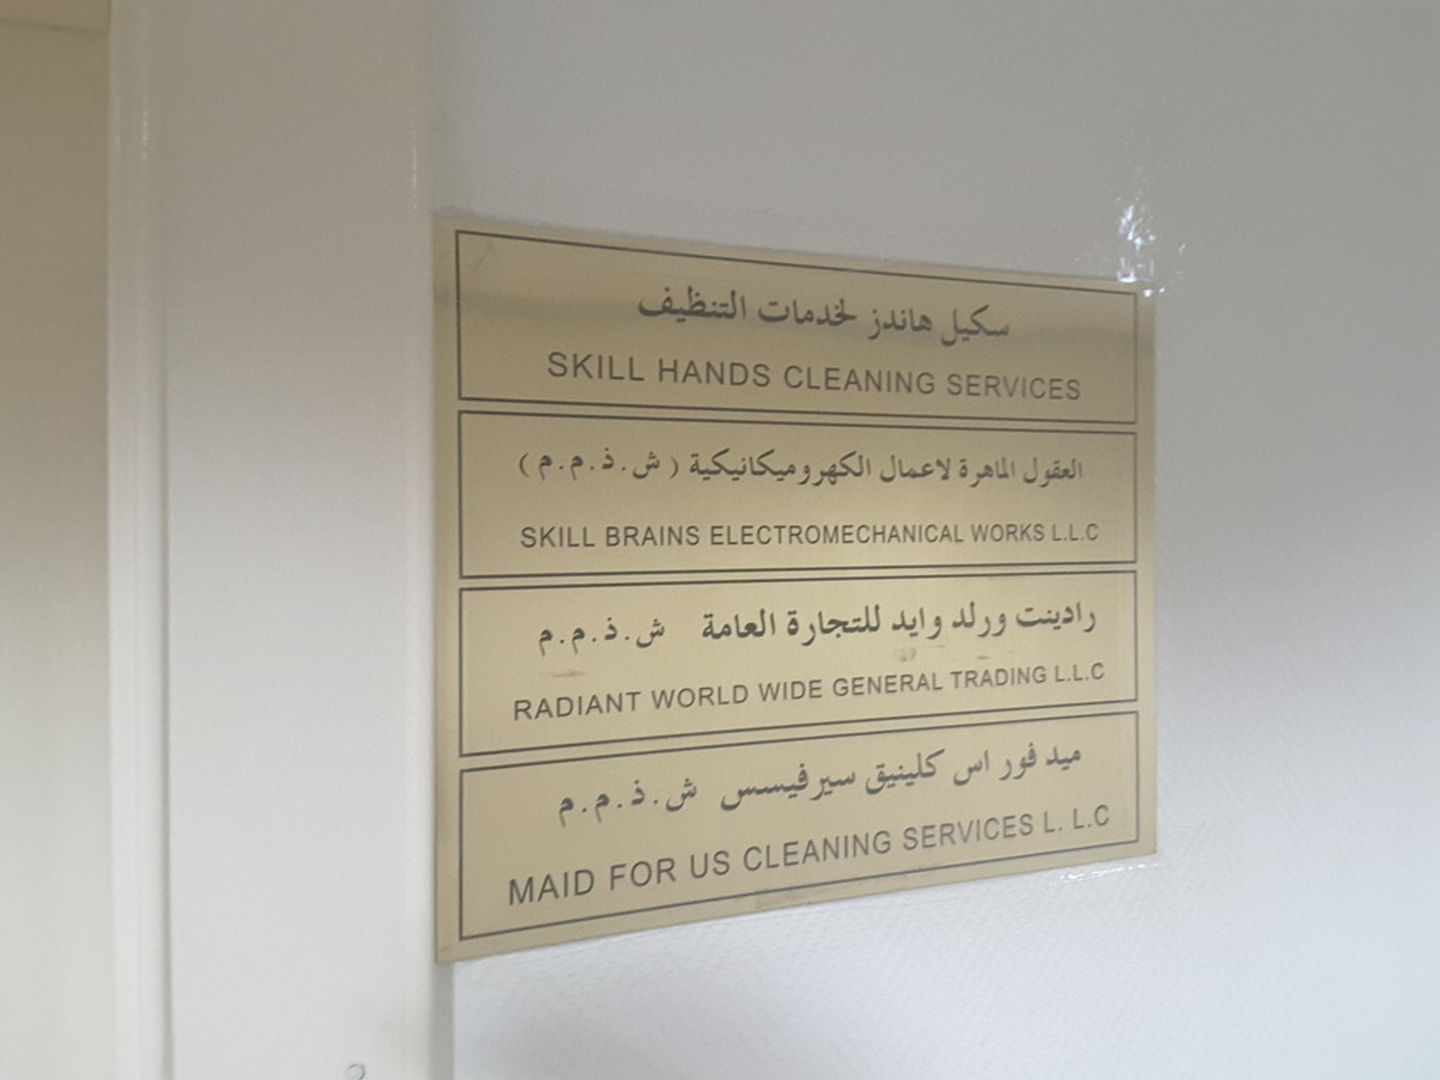 سكيل هاندز لخدمات التنظيف
SKILL HANDS CLEANING SERVICES
العقول الماهرة لاعمال الكهروميكانيكية ( ش.ذ.م.م )
SKILL BRAINS ELECTROMECHANICAL WORKS L.L.C
رادينت ورلد وايد للتجارة العامة ش.ذ.م.م
RADIANT WORLD WIDE GENERAL TRADING L.L.C
ميد فور اس كلينيق سيرفيسس ش.ذ.م.م
MAID FOR US CLEANING SERVICES L. L.C